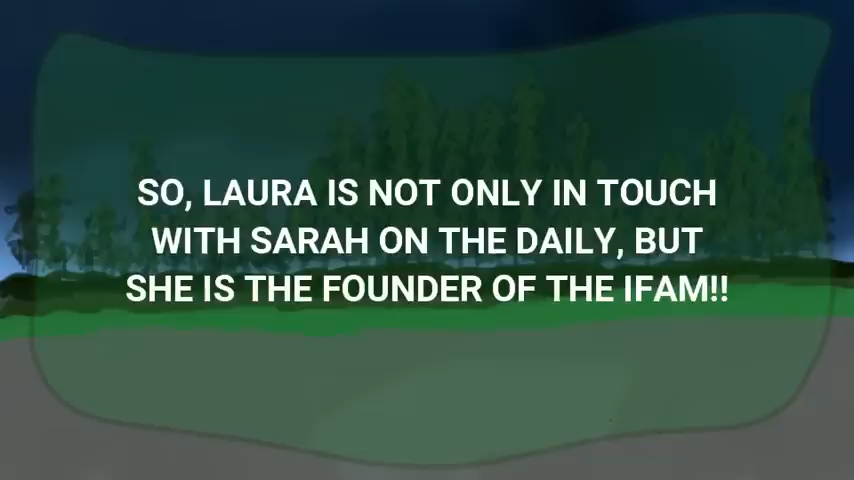 SO, LAURA IS NOT ONLY IN TOUCH
WITH SARAH ON THE DAILY, BUT
SHE IS THE FOUNDER OF THE IFAM!!